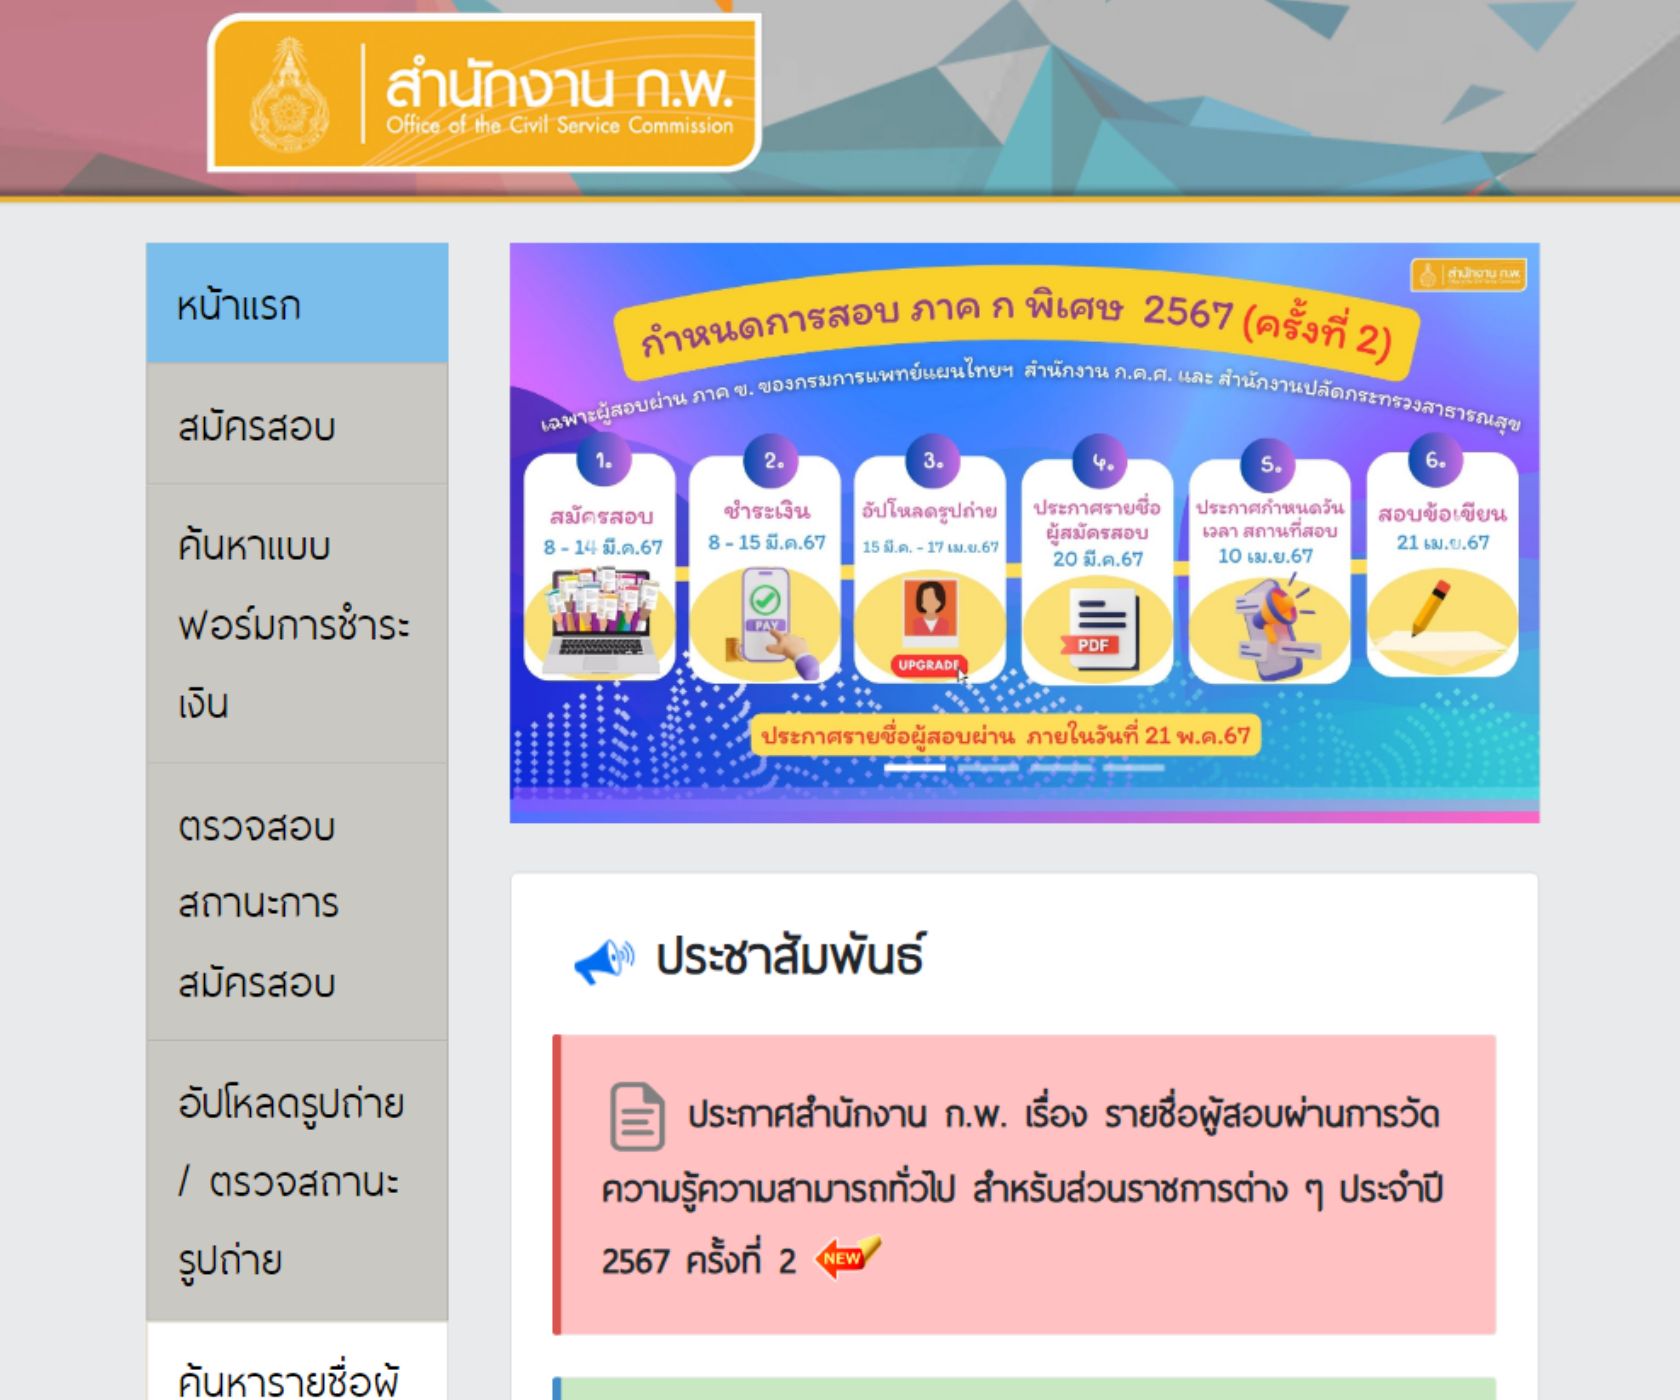 สำนักงาน ก.พ.
Office of the Civil Service Commission
หน้าแรก
สมัครสอบ
ค้นหาแบบ
ฟอร์มการชำระ
เงิน
ตรวจสอบ
สถานะการ
สมัครสอบ
อัปโหลดรูปถ่าย
/ ตรวจสถานะ
รูปถ่าย
ค้นหารายชื่อผู้
สำนักงาน ก.พ.
กำหนดการสอบ ภาค ก พิเศษ 2567 (ครั้งที่ 2)
เฉพาะผู้สอบผ่าน ภาค ข. ของกรมการแพทย์แผนไทยฯ สำนักงาน ก.ค.ศ. และ สำนักงานปลัดกระทรวงสาธารณสุข
1.
สมัครสอบ
8 - 14 มี.ค.67
2.
ชำระเงิน
8 - 15 มี.ค.67
PAY
3.
อัปโหลดรูปถ่าย
15 มี.ค. - 17 เม.ย.67
UPGRADE
4.
ประกาศรายชื่อ
ผู้สมัครสอบ
20 มี.ค.67
PDF
5.
ประกาศกำหนดวัน
เวลา สถานที่สอบ
10 เม.ย.67
6.
สอบข้อเขียน
21 เม.ย.67
ประกาศรายชื่อผู้สอบผ่าน ภายในวันที่ 21 พ.ค.67
ประชาสัมพันธ์
ประกาศสำนักงาน ก.พ. เรื่อง รายชื่อผู้สอบผ่านการวัด
ความรู้ความสามารถทั่วไป สำหรับส่วนราชการต่าง ๆ ประจำปี
2567 ครั้งที่ 2 NEW